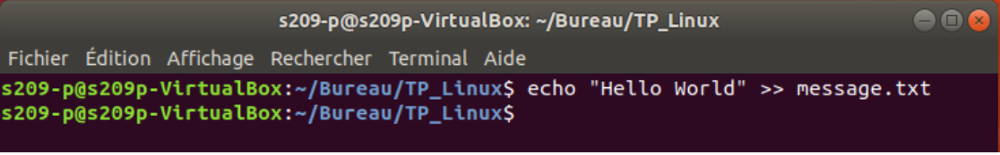 s209-p@s209p-VirtualBox: ~/Bureau/TP_Linux
Fichier Édition Affichage Rechercher Terminal Aide
s209-p@s209p-VirtualBox:~/Bureau/TP_Linux$ echo "Hello World" >> message.txt
s209-p@s209p-VirtualBox:~/Bureau/TP_Linux$